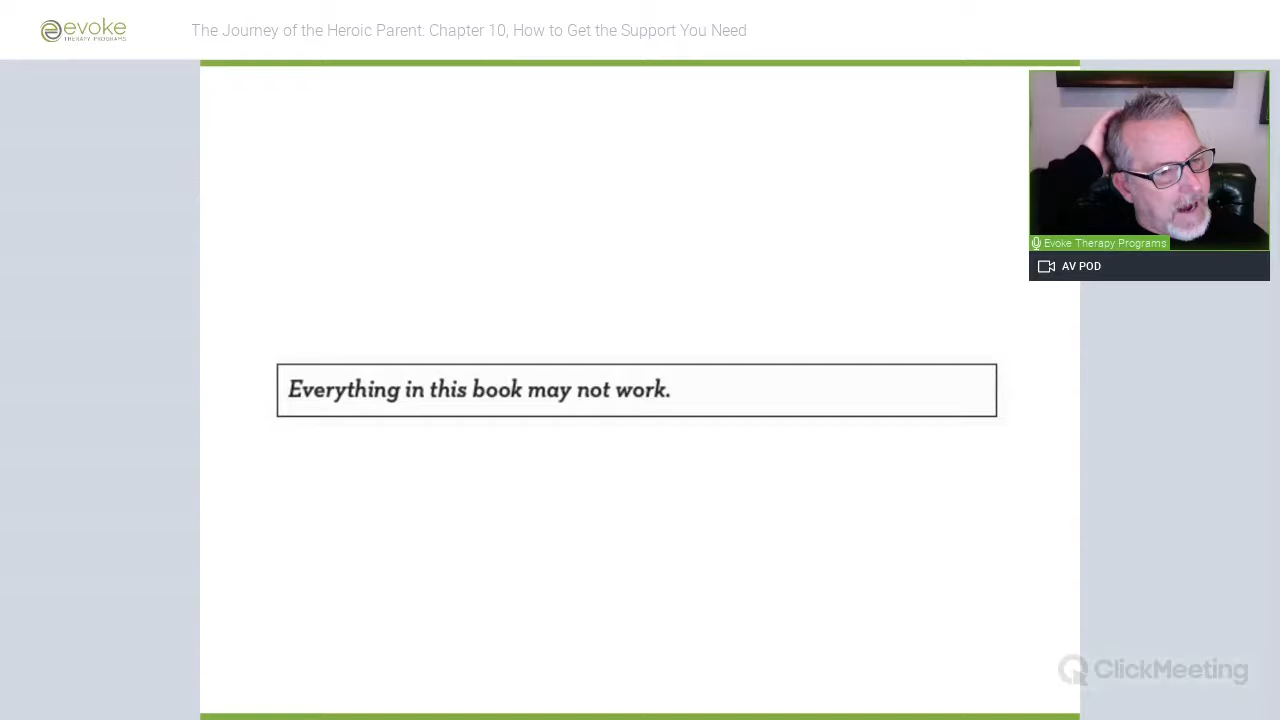 evoke
THERAPY PROGRAMS
The Journey of the Heroic Parent: Chapter 10, How to Get the Support You Need
Evoke Therapy Programs
AV POD
Everything in this book may not work.
ClickMeeting